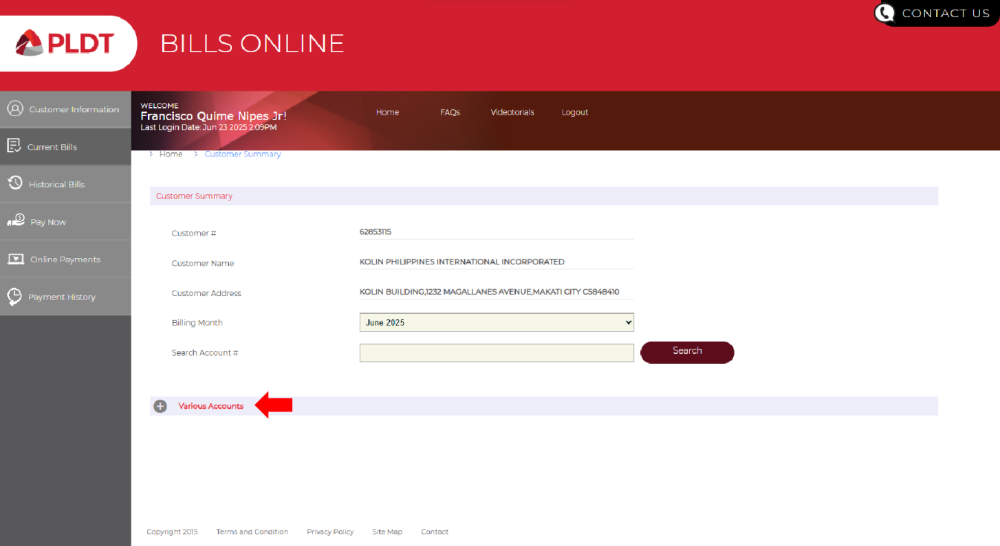 CONTACT US
PLDT
BILLS ONLINE
Customer Information
Current Bills
Historical Bills
Pay Now
Online Payments
Payment History
WELCOME
Francisco Quime Nipes Jr!
Last Login Date: Jun 23 2025 2:09PM
Home FAQs Videotorials Logout
Home Customer Summary
Customer Summary
Customer # 62853115
Customer Name KOLIN PHILIPPINES INTERNATIONAL INCORPORATED
Customer Address KOLIN BUILDING,1232 MAGALLANES AVENUE,MAKATI CITY C5848410
Billing Month June 2025
Search Account # Search
Various Accounts
Copyright 2015 Terms and Condition Privacy Policy Site Map Contact